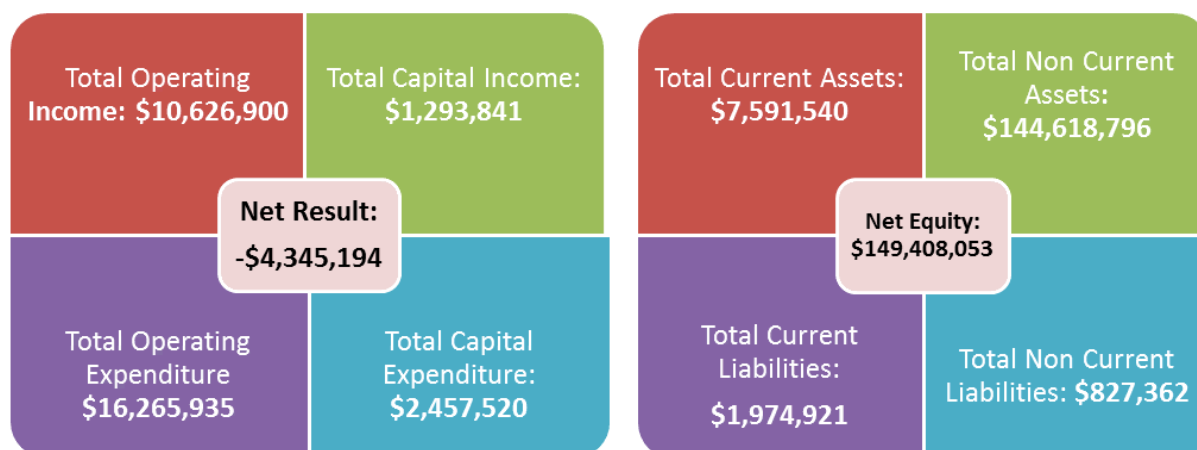 Total Operating
Income: $10,626,900
Total Capital Income:
$1,293,841
Net Result:
-$4,345,194
Total Operating
Expenditure
$16,265,935
Total Capital
Expenditure:
$2,457,520
Total Current Assets:
$7,591,540
Total Non Current
Assets:
$144,618,796
Net Equity:
$149,408,053
Total Current
Liabilities:
$1,974,921
Total Non Current
Liabilities: $827,362